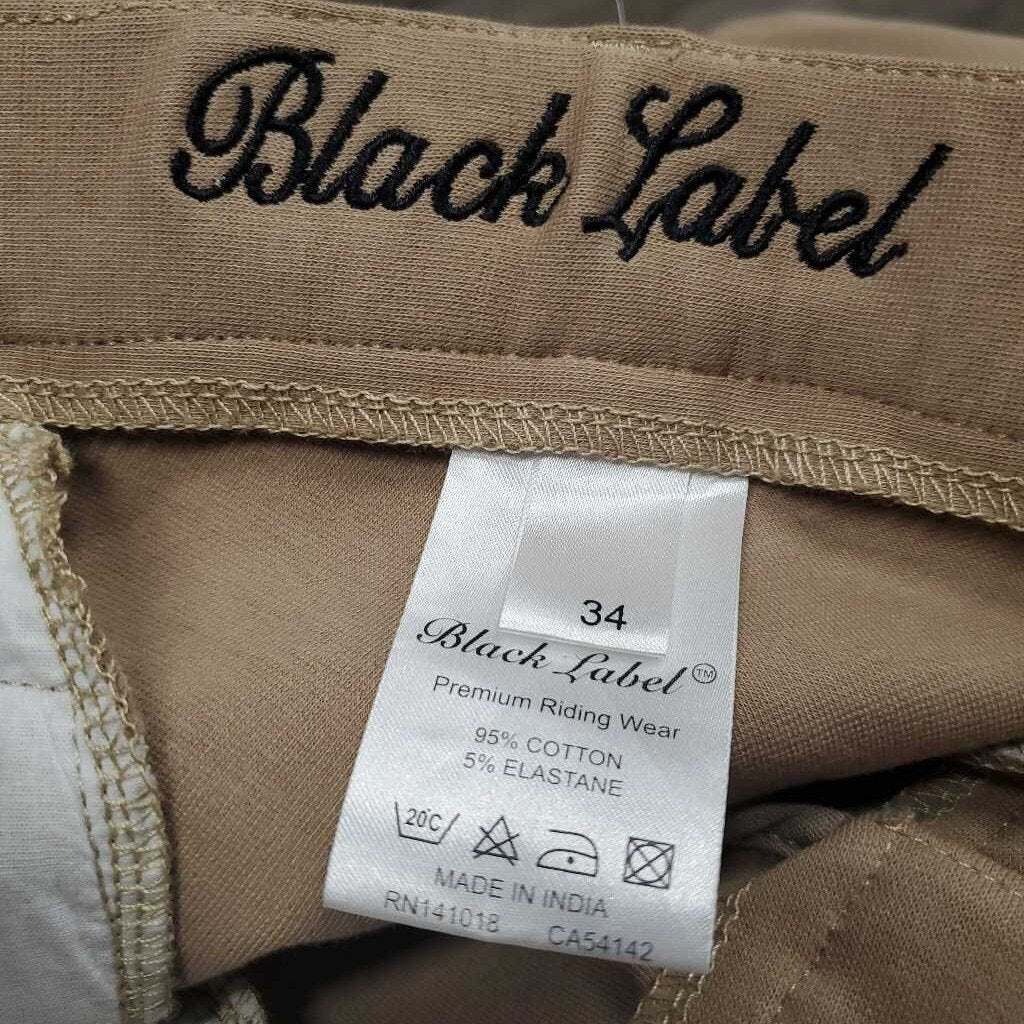 Black Label
34
Black Label™
Premium Riding Wear
95% COTTON
5% ELASTANE
20°C
MADE IN INDIA
RN141018 CA54142